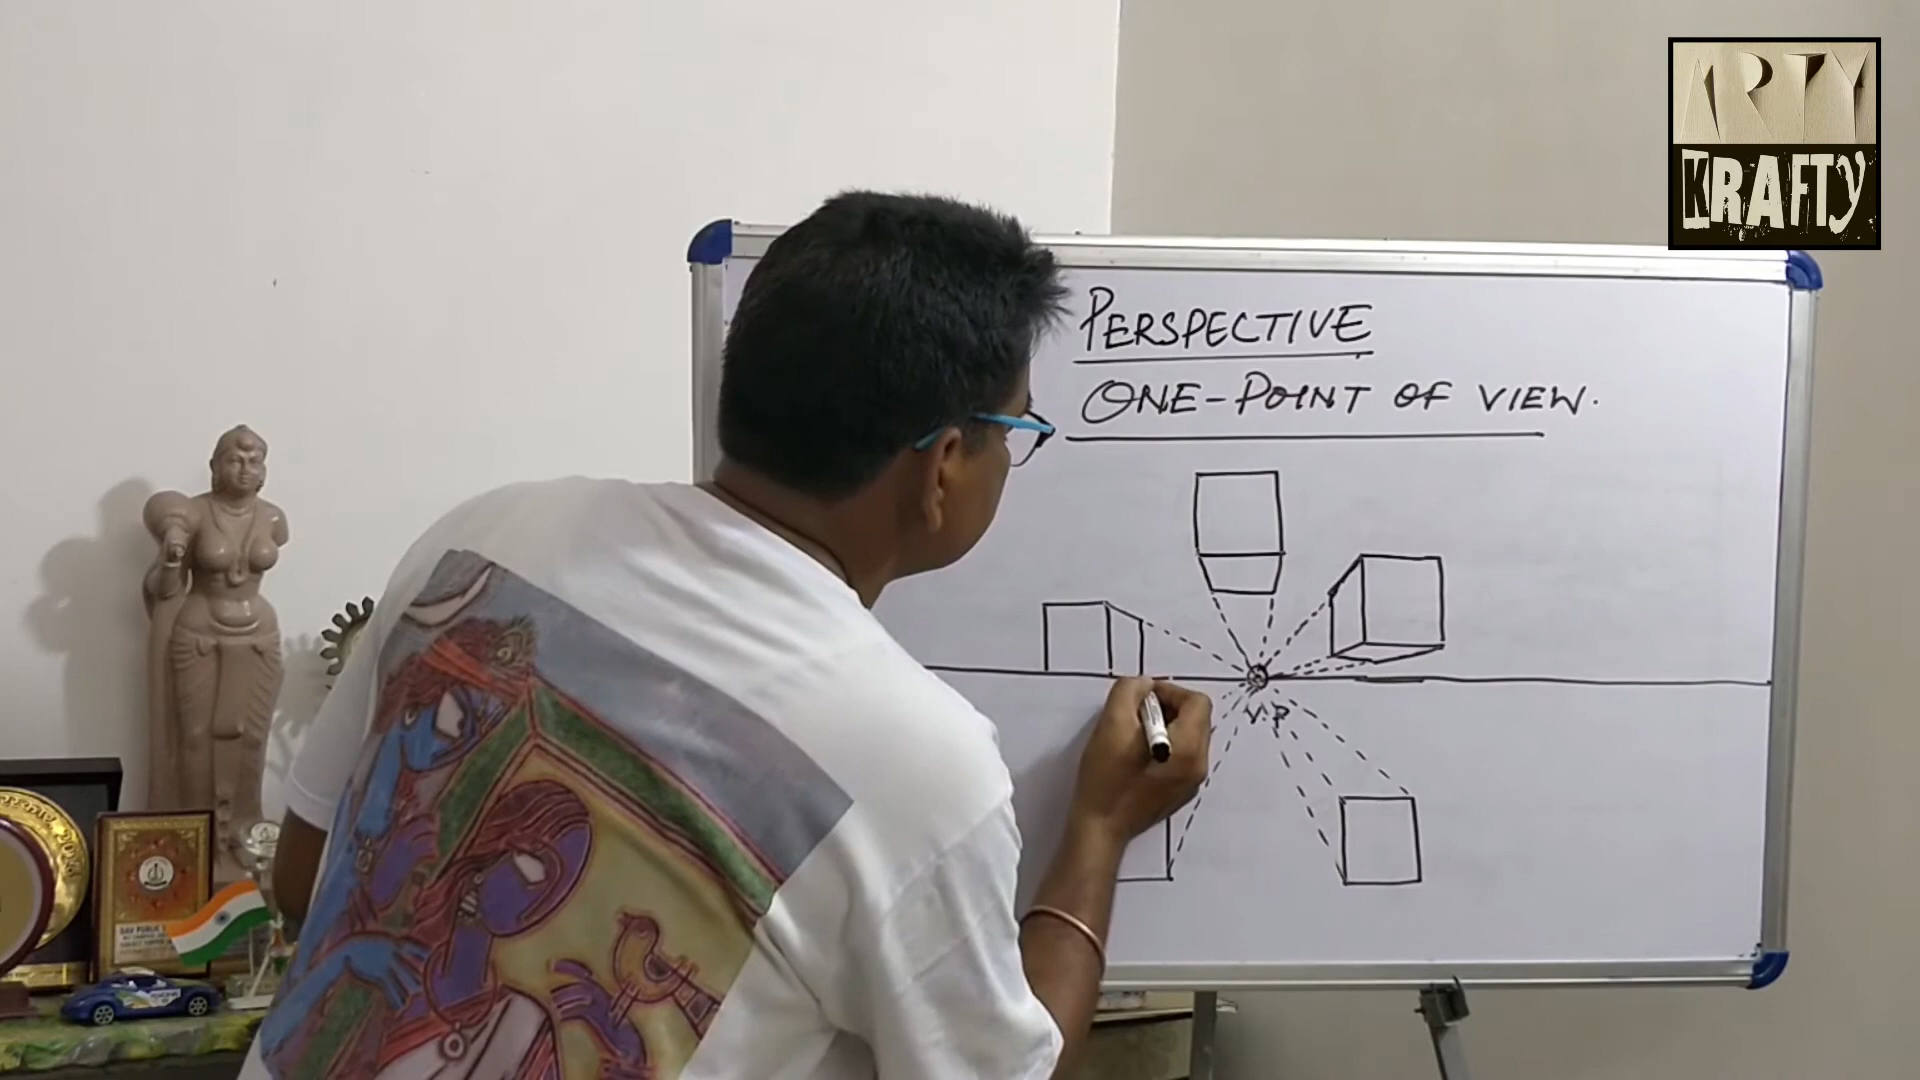 ARTY
KRAFTY
PERSPECTIVE
ONE-POINT OF VIEW.
V.P